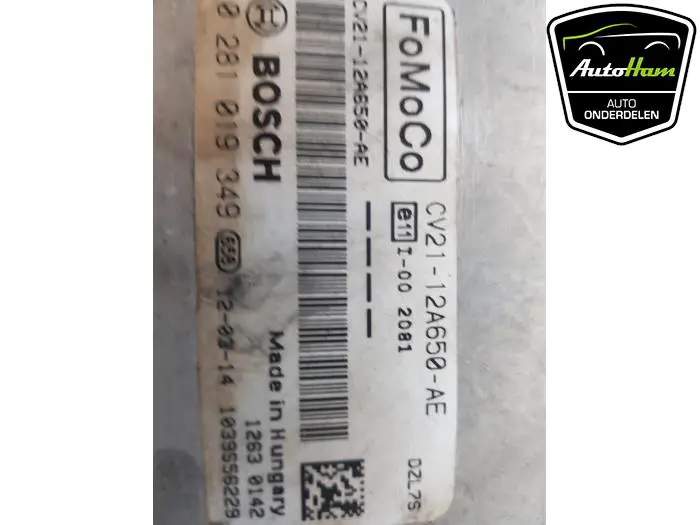 FoMoCo
CV21-12A650-AE
e11 I-00 2081
DZL7S
CV21-12A650-AE
BOSCH
Made in Hungary.
1263 0142
0 281 019 349
12-03-14 1039S56229
AutoHam
AUTO
ONDERDELEN